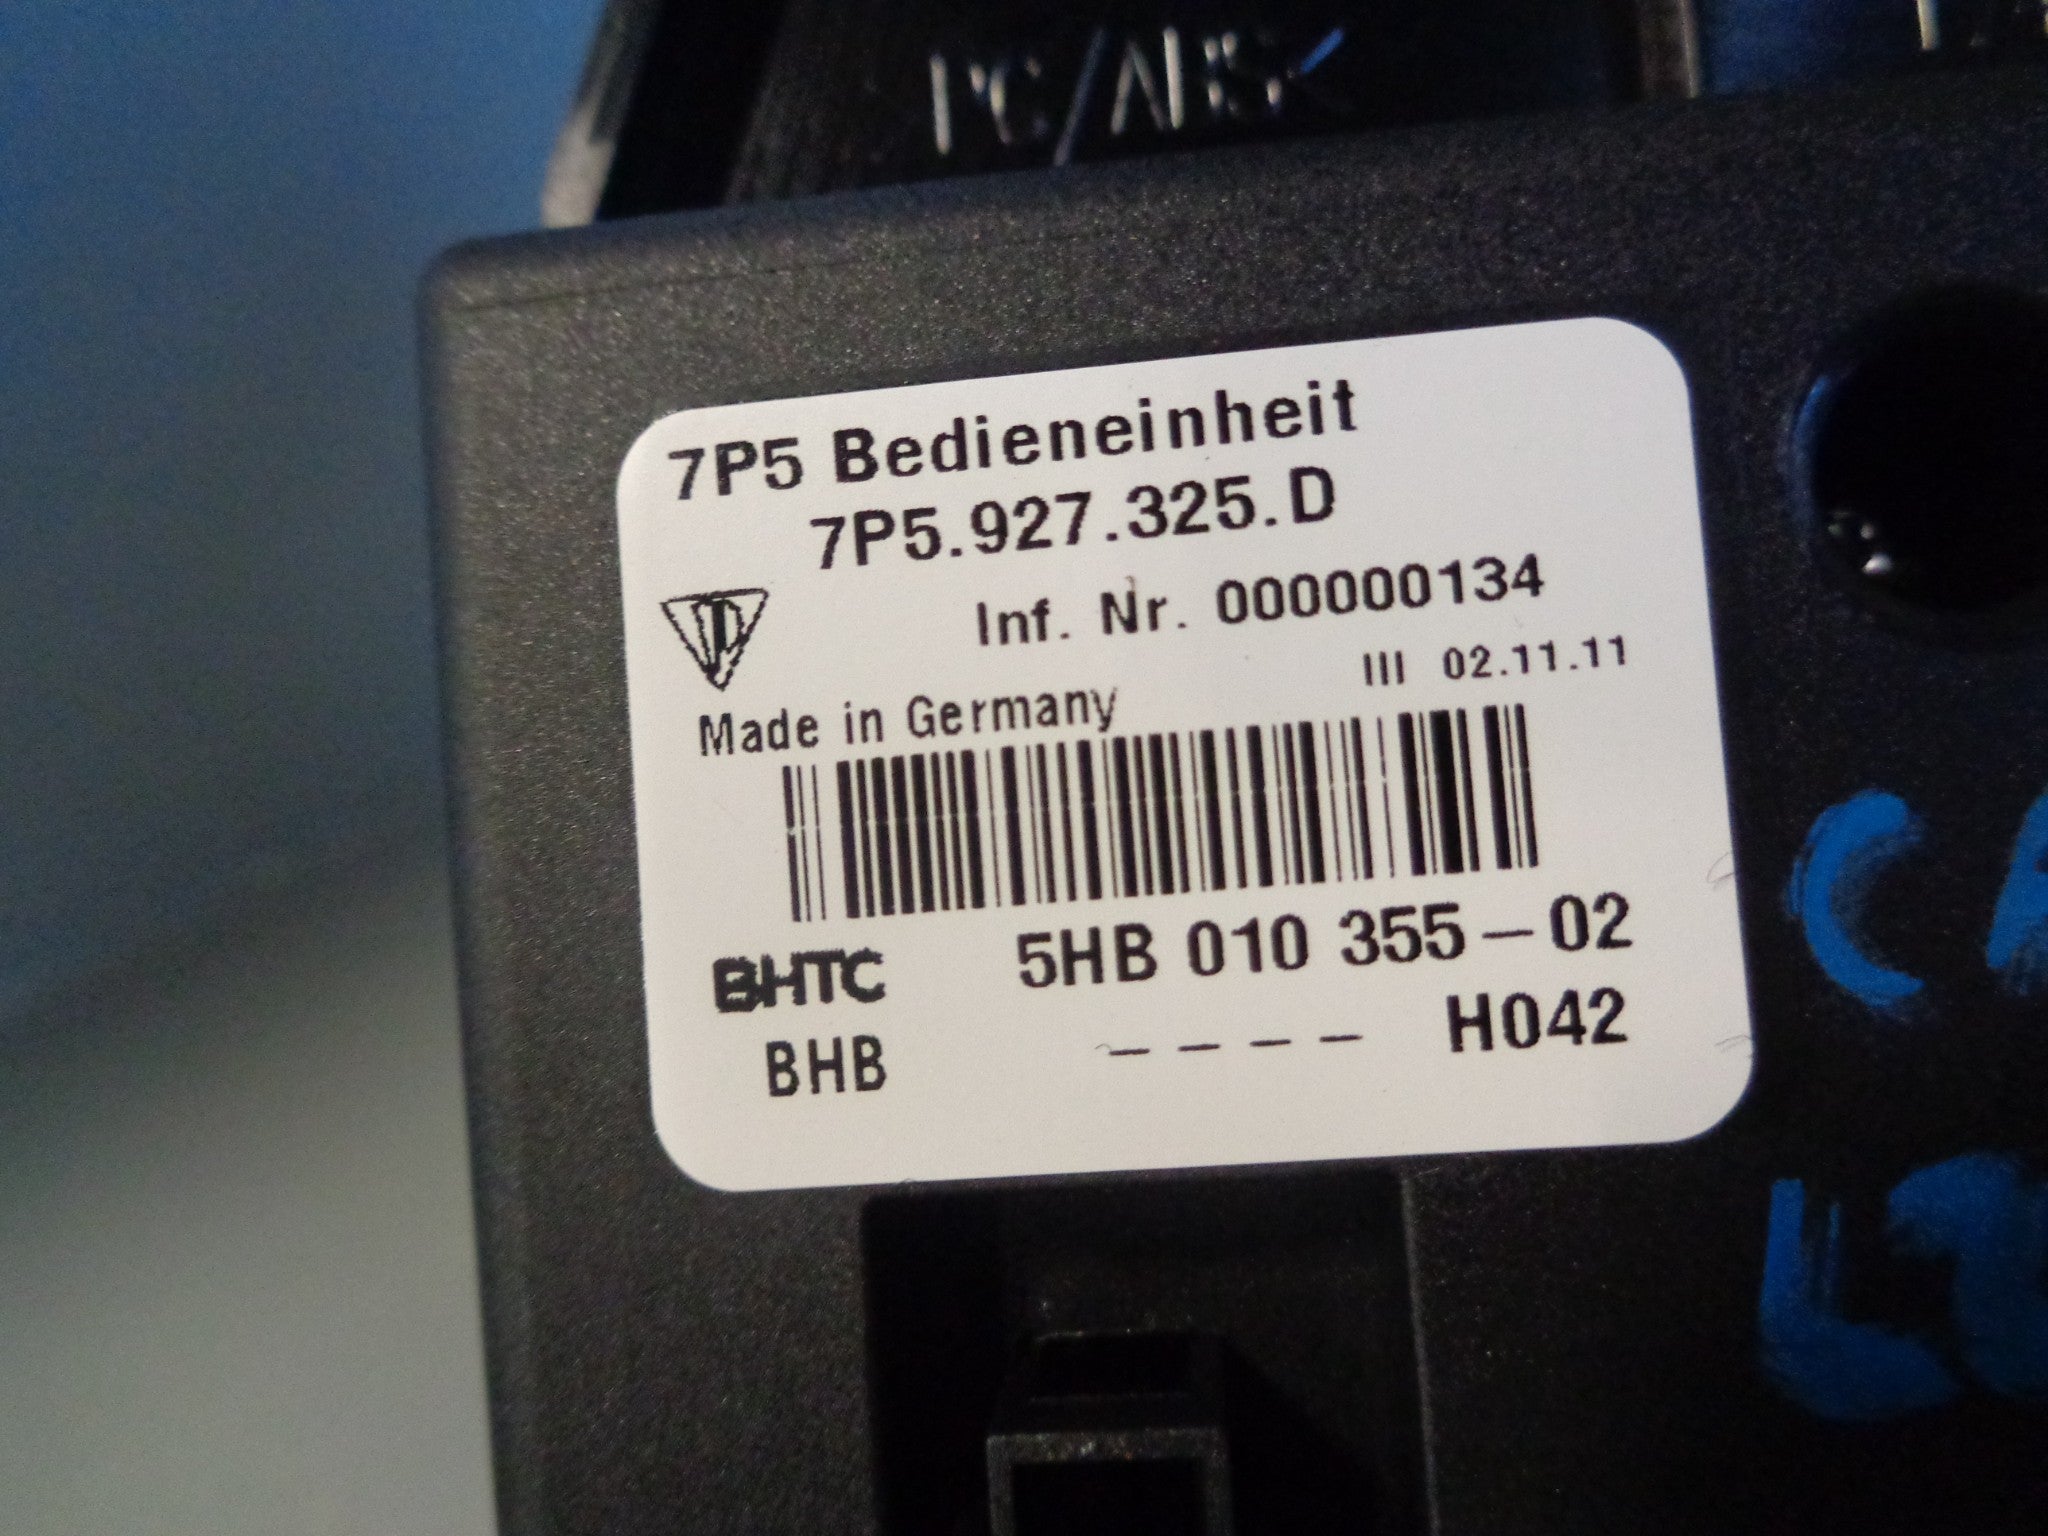 7P5 Bedieneinheit
7P5.927.325.D
Inf. Nr. 000000134
III 02.11.11
Made in Germany
BHTC 5HB 010 355-02
BHB ---- H042